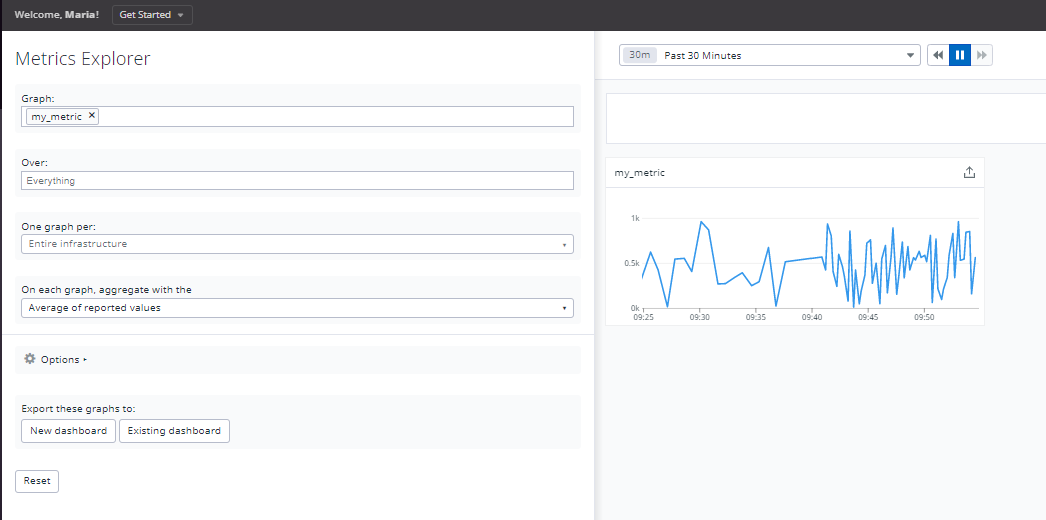 Welcome, Maria! Get Started
Metrics Explorer
Graph:
my_metric ×
Over:
Everything
One graph per:
Entire infrastructure
On each graph, aggregate with the
Average of reported values
Options
Export these graphs to:
New dashboard Existing dashboard
Reset
30m Past 30 Minutes
my_metric
1k
0.5k
0k
09:25 09:30 09:35 09:40 09:45 09:50